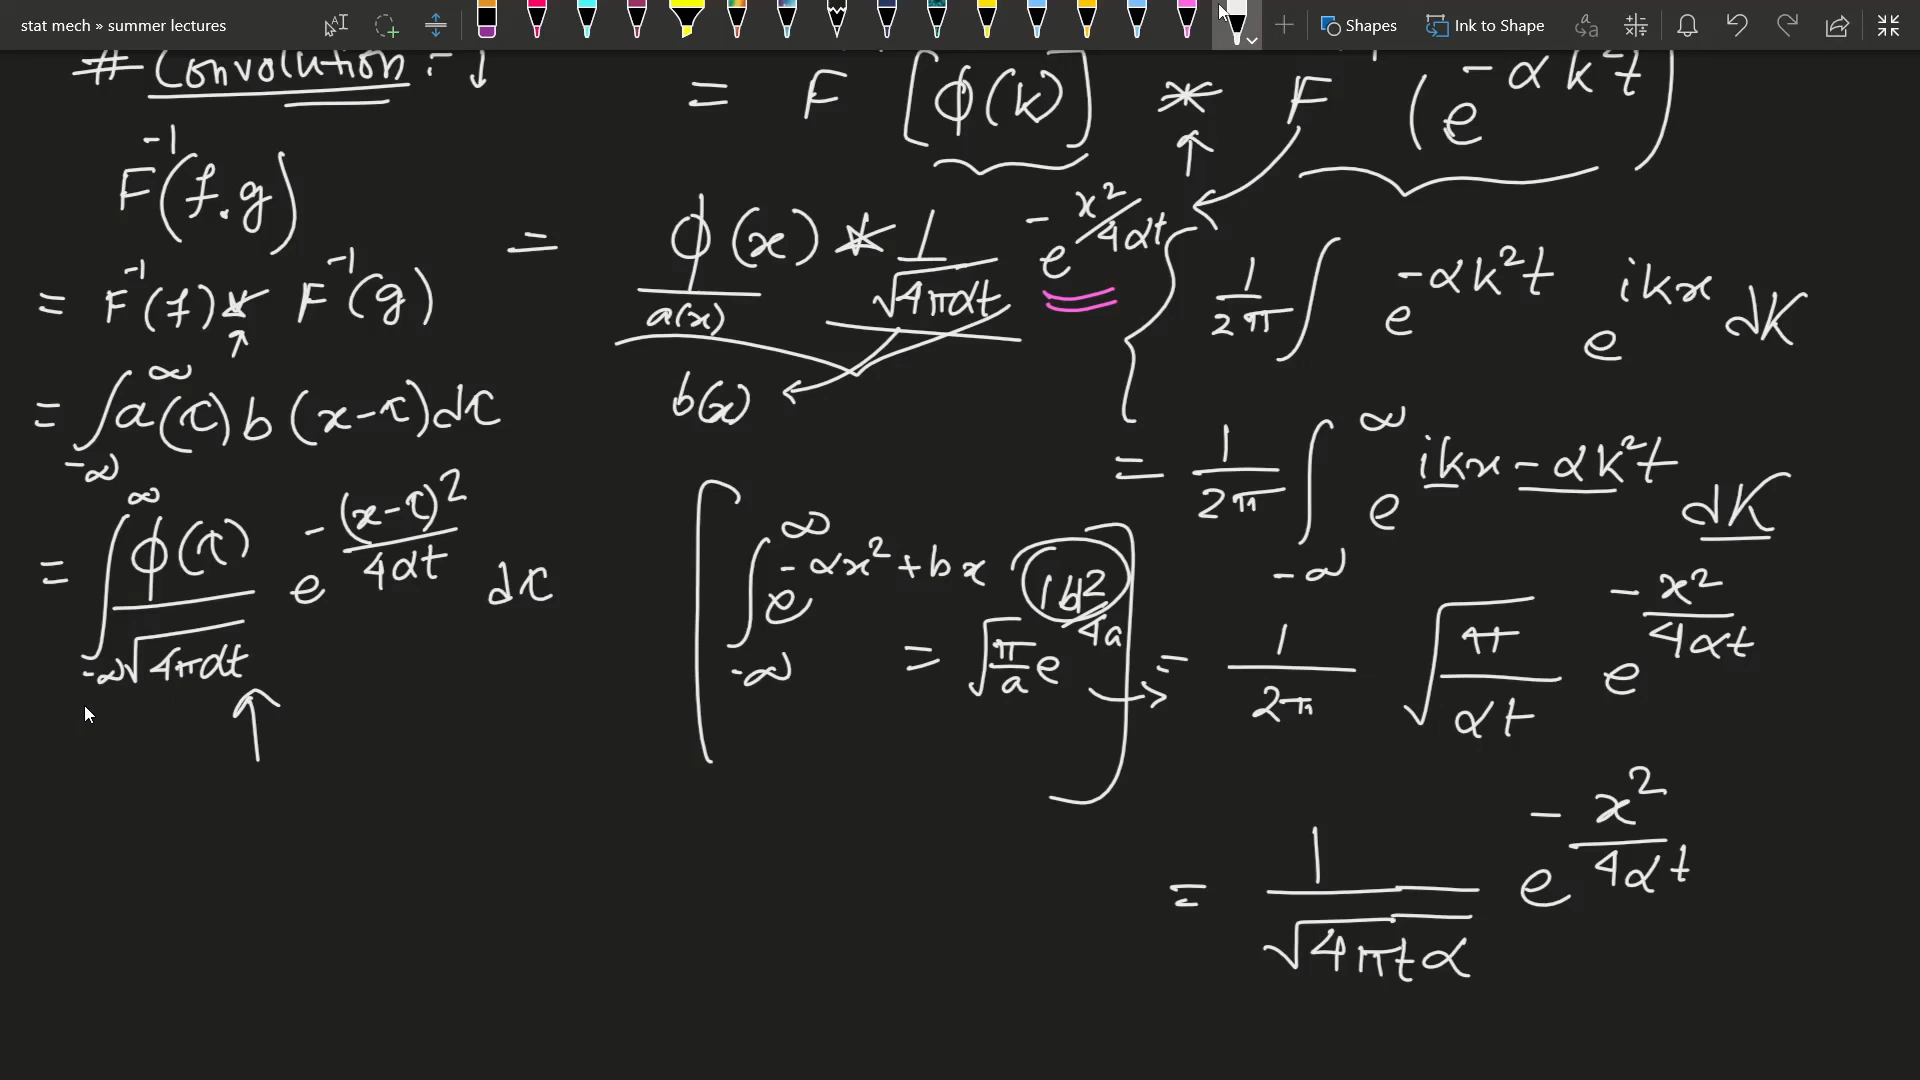 stat mech » summer lectures
Shapes
Ink to Shape
# Convolution :- ↓
F⁻¹(f.g)
= F⁻¹(f) * F⁻¹(g)
↑
= ∫_{-∞}^{∞} a(τ) b(x-τ) dτ
= ∫_{-∞}^{∞} ϕ(τ)/√(4παt) e^{-(x-τ)²/4αt} dτ
↑
= F [ϕ(k)] * F (e^{-αk²t})
↑
= ϕ(x) * 1/√(4παt) e^{-x²/4αt}
a(x)
b(x)
[∫_{-∞}^{∞} e^{-αx²+bx} = √(π/a) e^{b²/4a}]
1/2π ∫ e^{-αk²t} e^{ikx} dK
= 1/2π ∫_{-∞}^{∞} e^{ikx-αk²t} dK
= 1/2π √(π/αt) e^{-x²/4αt}
= 1/√(4πtα) e^{-x²/4αt}